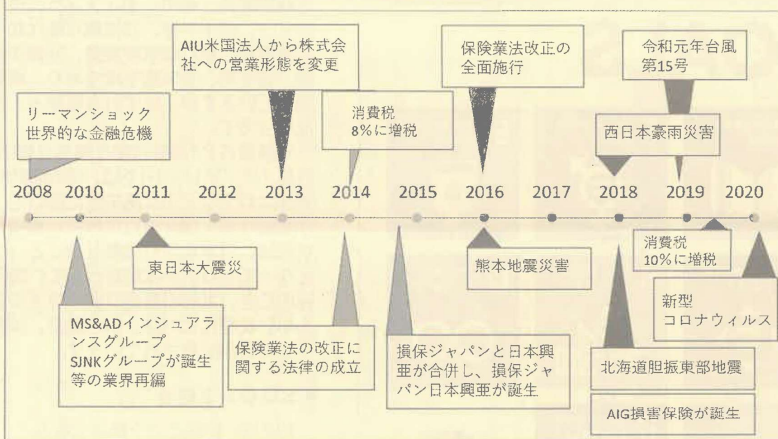 AIU米国法人から株式会
社への営業形態を変更
保険業法改正の
全面施行
令和元年台風
第15号
リーマンショック
世界的な金融危機
消費税
8%に増税
西日本豪雨災害
2008 2010 2011 2012 2013 2014 2015 2016 2017 2018 2019 2020
東日本大震災
熊本地震災害
消費税
10%に増税
新型
コロナウィルス
MS&ADインシュアラ
ンスグループ
SJNKグループが誕生
等の業界再編
保険業法の改正に
関する法律の成立
損保ジャパンと日本興
亜が合併し、損保ジャ
パン日本興亜が誕生
北海道胆振東部地震
AIG損害保険が誕生